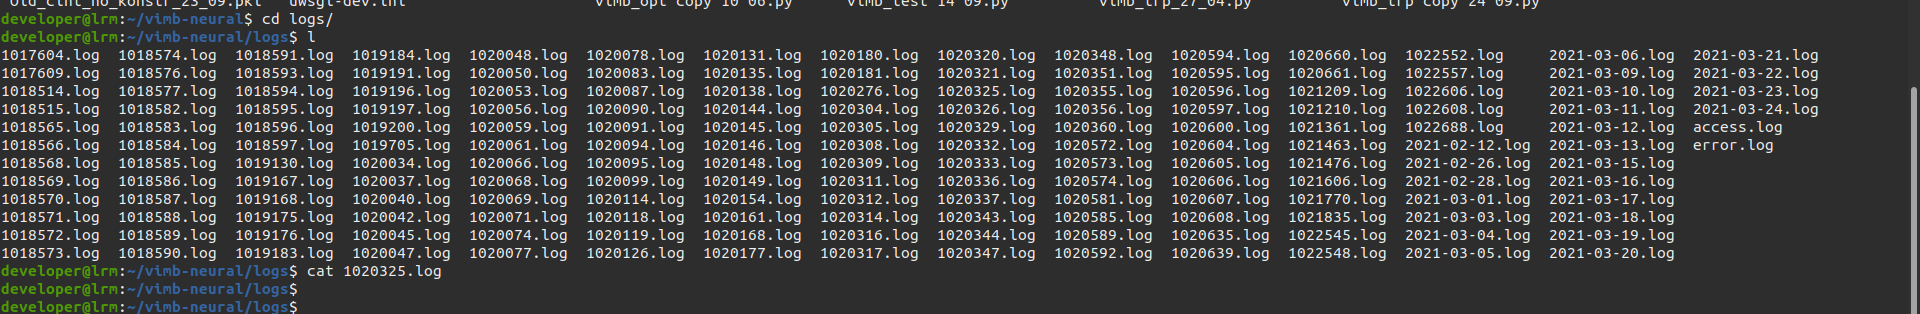 old_clnt_no_konstr_23_09.pkl uwsgi-dev.ini vimb_opt copy 10 06.py vimb_test 14 09.py vimb_trp_27_04.py vimb_trp copy 24 09.py
developer@lrm:~/vimb-neural$ cd logs/
developer@lrm:~/vimb-neural/logs$ l
1017604.log 1018574.log 1018591.log 1019184.log 1020048.log 1020078.log 1020131.log 1020180.log 1020320.log 1020348.log 1020594.log 1020660.log 1022552.log 2021-03-06.log 2021-03-21.log
1017609.log 1018576.log 1018593.log 1019191.log 1020050.log 1020083.log 1020135.log 1020181.log 1020321.log 1020351.log 1020595.log 1020661.log 1022557.log 2021-03-09.log 2021-03-22.log
1018514.log 1018577.log 1018594.log 1019196.log 1020053.log 1020087.log 1020138.log 1020276.log 1020325.log 1020355.log 1020596.log 1021209.log 1022606.log 2021-03-10.log 2021-03-23.log
1018515.log 1018582.log 1018595.log 1019197.log 1020056.log 1020090.log 1020144.log 1020304.log 1020326.log 1020356.log 1020597.log 1021210.log 1022608.log 2021-03-11.log 2021-03-24.log
1018565.log 1018583.log 1018596.log 1019200.log 1020059.log 1020091.log 1020145.log 1020305.log 1020329.log 1020360.log 1020600.log 1021361.log 1022688.log 2021-03-12.log access.log
1018566.log 1018584.log 1018597.log 1019705.log 1020061.log 1020094.log 1020146.log 1020308.log 1020332.log 1020572.log 1020604.log 1021463.log 2021-02-12.log 2021-03-13.log error.log
1018568.log 1018585.log 1019130.log 1020034.log 1020066.log 1020095.log 1020148.log 1020309.log 1020333.log 1020573.log 1020605.log 1021476.log 2021-02-26.log 2021-03-15.log
1018569.log 1018586.log 1019167.log 1020037.log 1020068.log 1020099.log 1020149.log 1020311.log 1020336.log 1020574.log 1020606.log 1021606.log 2021-02-28.log 2021-03-16.log
1018570.log 1018587.log 1019168.log 1020040.log 1020069.log 1020114.log 1020154.log 1020312.log 1020337.log 1020581.log 1020607.log 1021770.log 2021-03-01.log 2021-03-17.log
1018571.log 1018588.log 1019175.log 1020042.log 1020071.log 1020118.log 1020161.log 1020314.log 1020343.log 1020585.log 1020608.log 1021835.log 2021-03-03.log 2021-03-18.log
1018572.log 1018589.log 1019176.log 1020045.log 1020074.log 1020119.log 1020168.log 1020316.log 1020344.log 1020589.log 1020635.log 1022545.log 2021-03-04.log 2021-03-19.log
1018573.log 1018590.log 1019183.log 1020047.log 1020077.log 1020126.log 1020177.log 1020317.log 1020347.log 1020592.log 1020639.log 1022548.log 2021-03-05.log 2021-03-20.log
developer@lrm:~/vimb-neural/logs$ cat 1020325.log
developer@lrm:~/vimb-neural/logs$
developer@lrm:~/vimb-neural/logs$